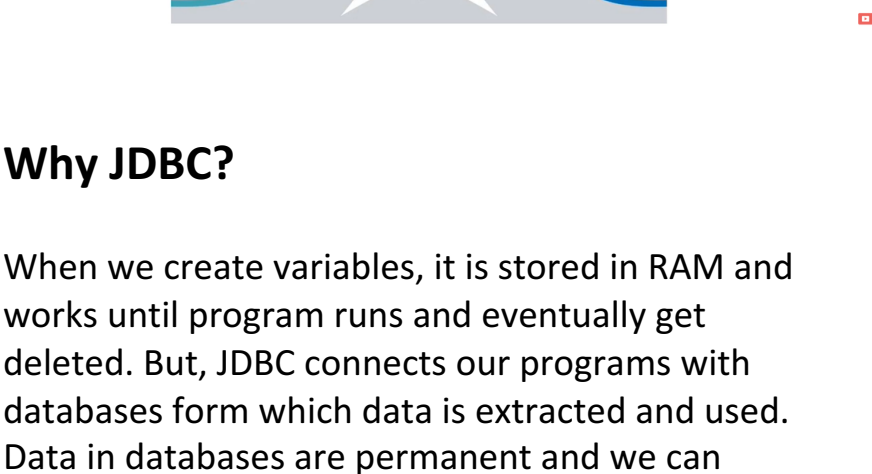 Why JDBC?
When we create variables, it is stored in RAM and
works until program runs and eventually get
deleted. But, JDBC connects our programs with
databases form which data is extracted and used.
Data in databases are permanent and we can